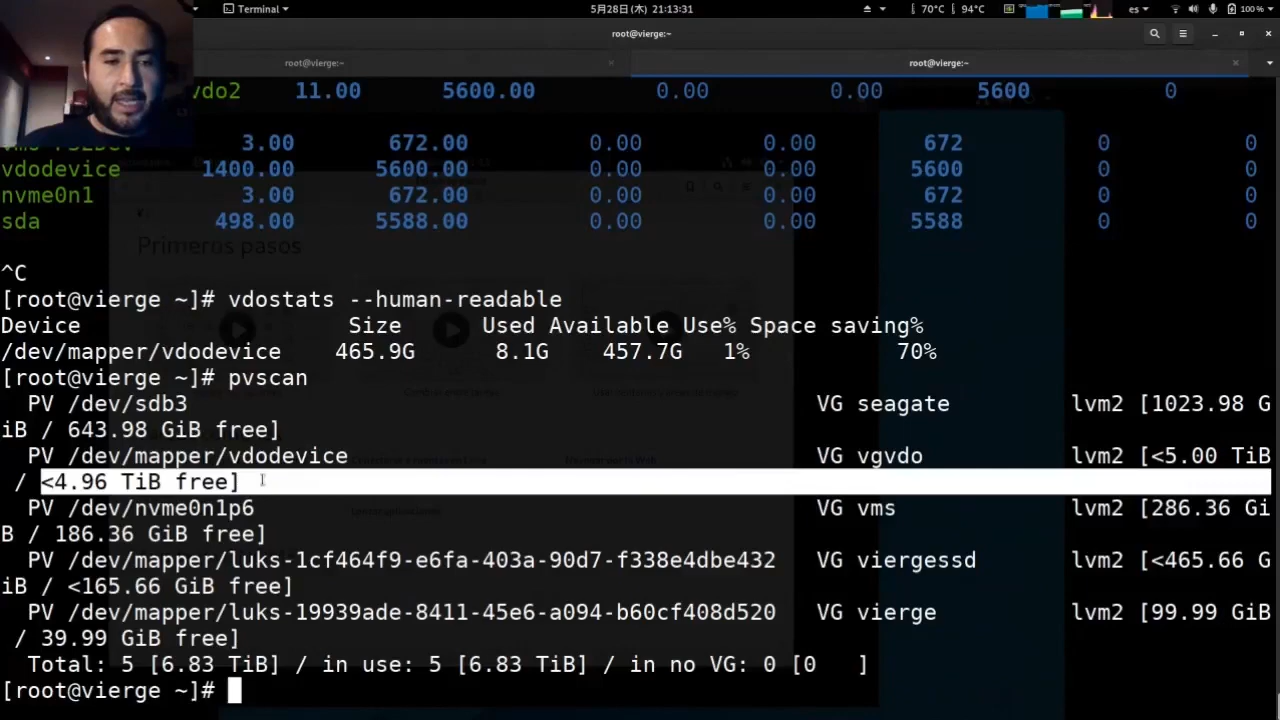 Terminal
5月28日(木) 21:13:31
70°C
94°C
es
100 %
root@vierge:~
root@vierge:~
root@vierge:~
vdo2 11.00 5600.00 0.00 0.00 5600 0
3.00 672.00 0.00 0.00 672 0 0
vdodevice 1400.00 5600.00 0.00 0.00 5600 0 0
nvme0n1 3.00 672.00 0.00 0.00 672 0 0
sda 498.00 5588.00 0.00 0.00 5588 0 0
Primeros pasos
^C
[root@vierge ~]# vdostats --human-readable
Device Size Used Available Use% Space saving%
/dev/mapper/vdodevice 465.9G 8.1G 457.7G 1% 70%
[root@vierge ~]# pvscan
PV /dev/sdb3 VG seagate lvm2 [1023.98 G
iB / 643.98 GiB free]
PV /dev/mapper/vdodevice VG vgvdo lvm2 [<5.00 TiB
/ <4.96 TiB free]
PV /dev/nvme0n1p6 VG vms lvm2 [286.36 Gi
B / 186.36 GiB free]
PV /dev/mapper/luks-1cf464f9-e6fa-403a-90d7-f338e4dbe432 VG viergessd lvm2 [<465.66 G
iB / <165.66 GiB free]
PV /dev/mapper/luks-19939ade-8411-45e6-a094-b60cf408d520 VG vierge lvm2 [99.99 GiB
/ 39.99 GiB free]
Total: 5 [6.83 TiB] / in use: 5 [6.83 TiB] / in no VG: 0 [0 ]
[root@vierge ~]#